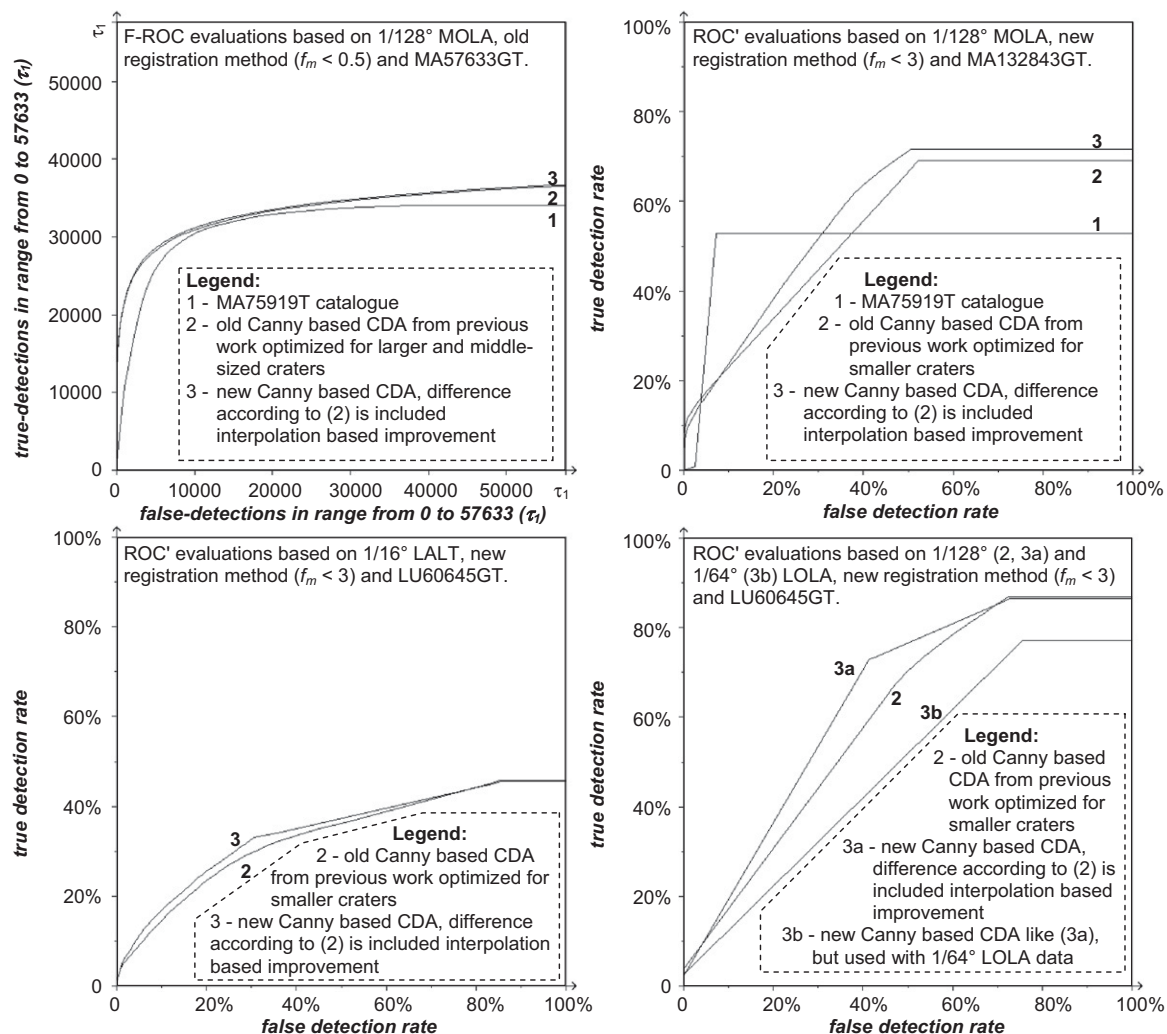 F-ROC evaluations based on 1/128° MOLA, old
registration method (fm < 0.5) and MA57633GT.
true-detections in range from 0 to 57633 (τ1)
τ1
50000
40000
30000
20000
10000
0
3
2
1
Legend:
1 - MA75919T catalogue
2 - old Canny based CDA from previous
work optimized for larger and middle-
sized craters
3 - new Canny based CDA, difference
according to (2) is included
interpolation based improvement
0 10000 20000 30000 40000 50000 τ1
false-detections in range from 0 to 57633 (τ1)
ROC' evaluations based on 1/128° MOLA, new
registration method (fm < 3) and MA132843GT.
true detection rate
100%
80%
60%
40%
20%
0
3
2
1
Legend:
1 - MA75919T catalogue
2 - old Canny based CDA from
previous work optimized for
smaller craters
3 - new Canny based CDA, difference
according to (2) is included
interpolation based improvement
0 20% 40% 60% 80% 100%
false detection rate
ROC' evaluations based on 1/16° LALT, new
registration method (fm < 3) and LU60645GT.
true detection rate
100%
80%
60%
40%
20%
0
3
2
Legend:
2 - old Canny based CDA
from previous work optimized for
smaller craters
3 - new Canny based CDA, difference
according to (2) is included interpolation
based improvement
0 20% 40% 60% 80% 100%
false detection rate
ROC' evaluations based on 1/128° (2, 3a) and
1/64° (3b) LOLA, new registration method (fm < 3)
and LU60645GT.
true detection rate
100%
80%
60%
40%
20%
0
3a
2
3b
Legend:
2 - old Canny based
CDA from previous
work optimized for
smaller craters
3a - new Canny based CDA,
difference according to (2) is
included interpolation based
improvement
3b - new Canny based CDA like (3a),
but used with 1/64° LOLA data
0 20% 40% 60% 80% 100%
false detection rate